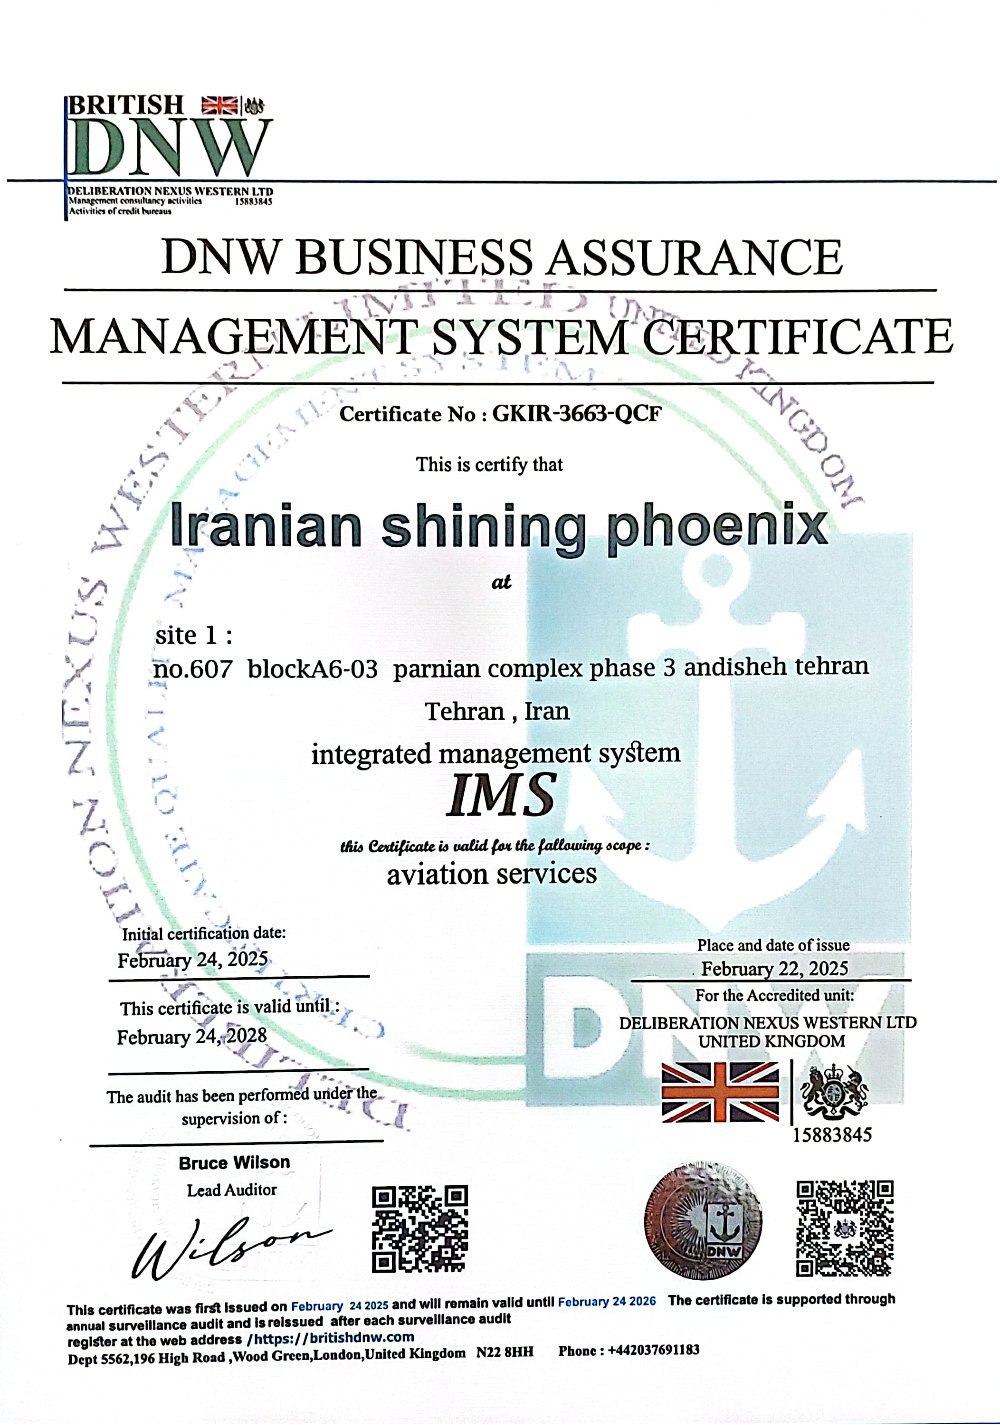 BRITISH
DNW
DELIBERATION NEXUS WESTERN LTD
Management consultancy activities 15883845
Activities of credit bureaus
DNW BUSINESS ASSURANCE
MANAGEMENT SYSTEM CERTIFICATE
Certificate No : GKIR-3663-QCF
This is certify that
Iranian shining phoenix
at
site 1 :
no.607 blockA6-03 parnian complex phase 3 andisheh tehran
Tehran , Iran
integrated management system
IMS
this Certificate is valid for the fallowing scope :
aviation services
Initial certification date:
February 24, 2025
This certificate is valid until :
February 24, 2028
The audit has been performed under the
supervision of :
Bruce Wilson
Lead Auditor
Wilson
Place and date of issue
. February 22, 2025
For the Accredited unit:
DELIBERATION NEXUS WESTERN LTD
UNITED KINGDOM
15883845
DNW
DNW
This certificate was first issued on February 24 2025 and will remain valid until February 24 2026 The certificate is supported through
annual surveillance audit and is reissued after each surveillance audit
register at the web address /https://britishdnw.com
Dept 5562,196 High Road ,Wood Green,London,United Kingdom N22 8HH Phone : +442037691183